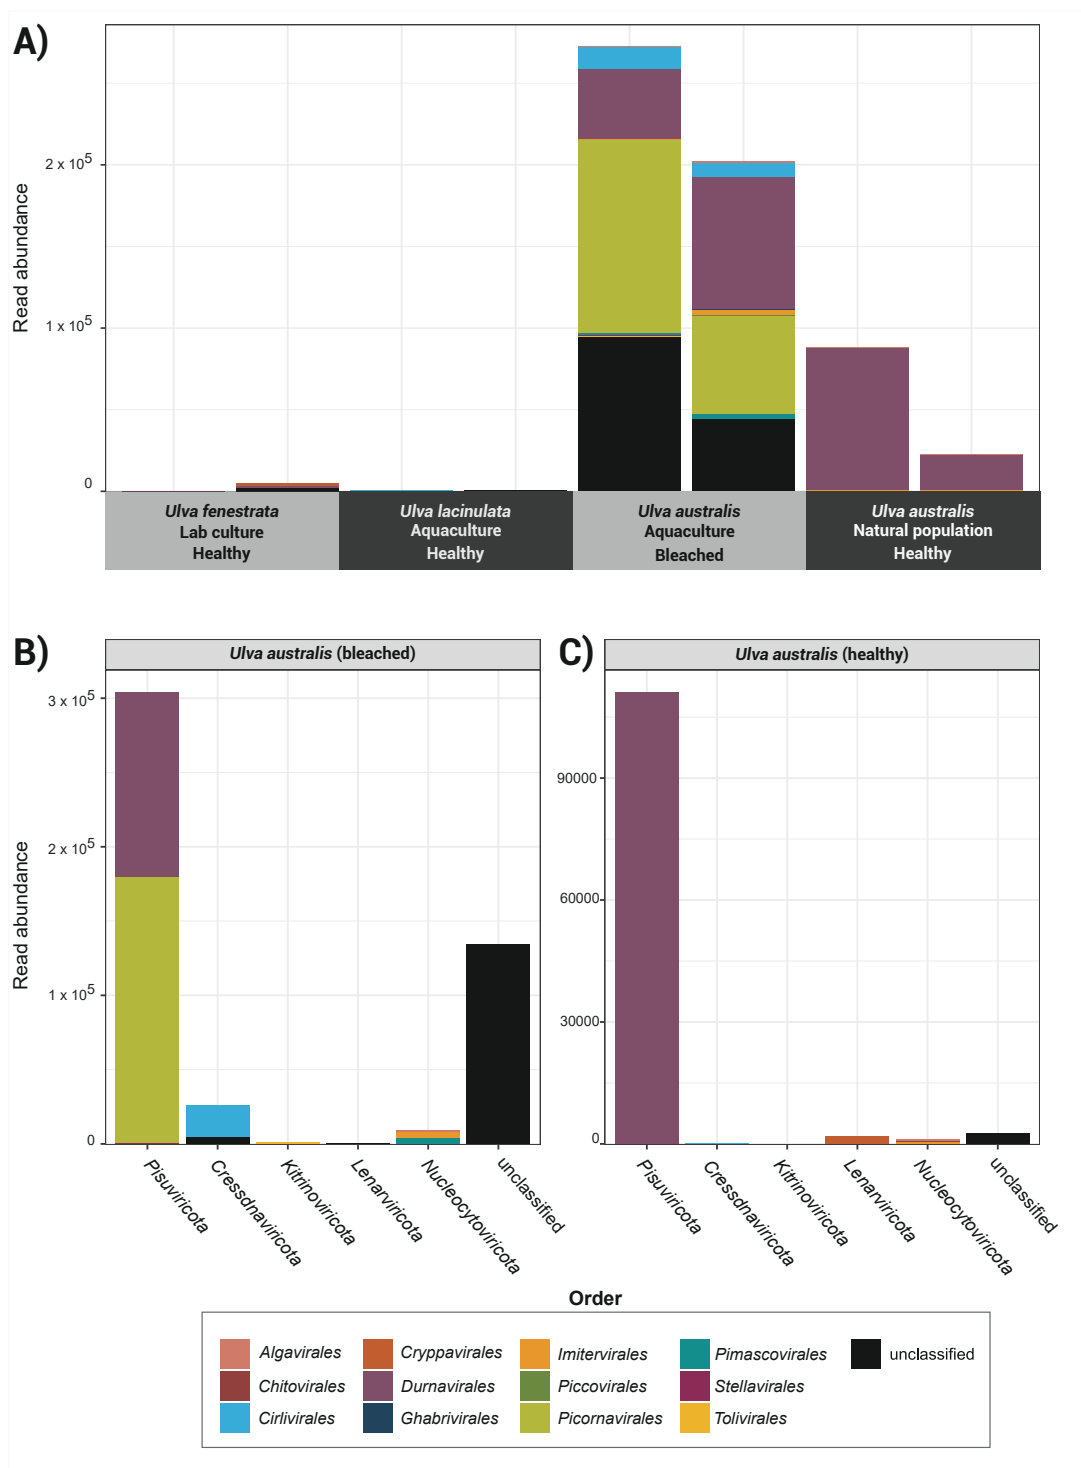 A)
Read abundance
2 x 10^5
1 x 10^5
0
Ulva fenestrata
Lab culture
Healthy
Ulva lacinulata
Aquaculture
Healthy
Ulva australis
Aquaculture
Bleached
Ulva australis
Natural population
Healthy
B)
Ulva australis (bleached)
Read abundance
3 x 10^5
2 x 10^5
1 x 10^5
0
Pisuviricota
Cressdnaviricota
Kitrinoviricota
Lenarviricota
Nucleocytoviricota
unclassified
C)
Ulva australis (healthy)
90000
60000
30000
0
Pisuviricota
Cressdnaviricota
Kitrinoviricota
Lenarviricota
Nucleocytoviricota
unclassified
Order
Algavirales
Chitovirales
Cirlivirales
Cryppavirales
Durnavirales
Ghabrivirales
Imitervirales
Piccovirales
Picornavirales
Pimascovirales
Stellavirales
Tolivirales
unclassified